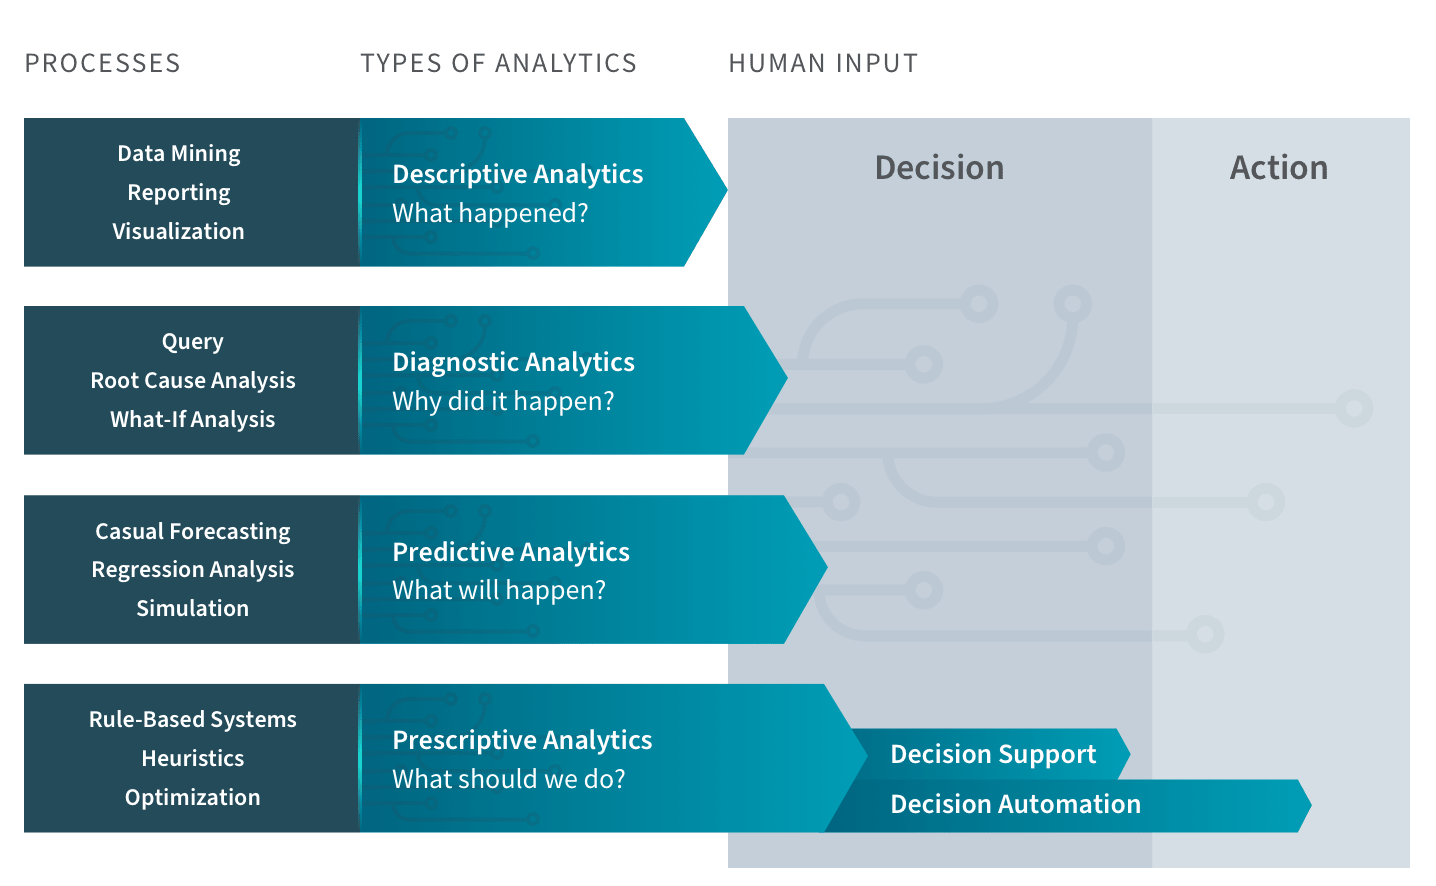 PROCESSES
TYPES OF ANALYTICS
HUMAN INPUT
Data Mining
Reporting
Visualization
Descriptive Analytics
What happened?
Decision
Action
Query
Root Cause Analysis
What-If Analysis
Diagnostic Analytics
Why did it happen?
Casual Forecasting
Regression Analysis
Simulation
Predictive Analytics
What will happen?
Rule-Based Systems
Heuristics
Optimization
Prescriptive Analytics
What should we do?
Decision Support
Decision Automation